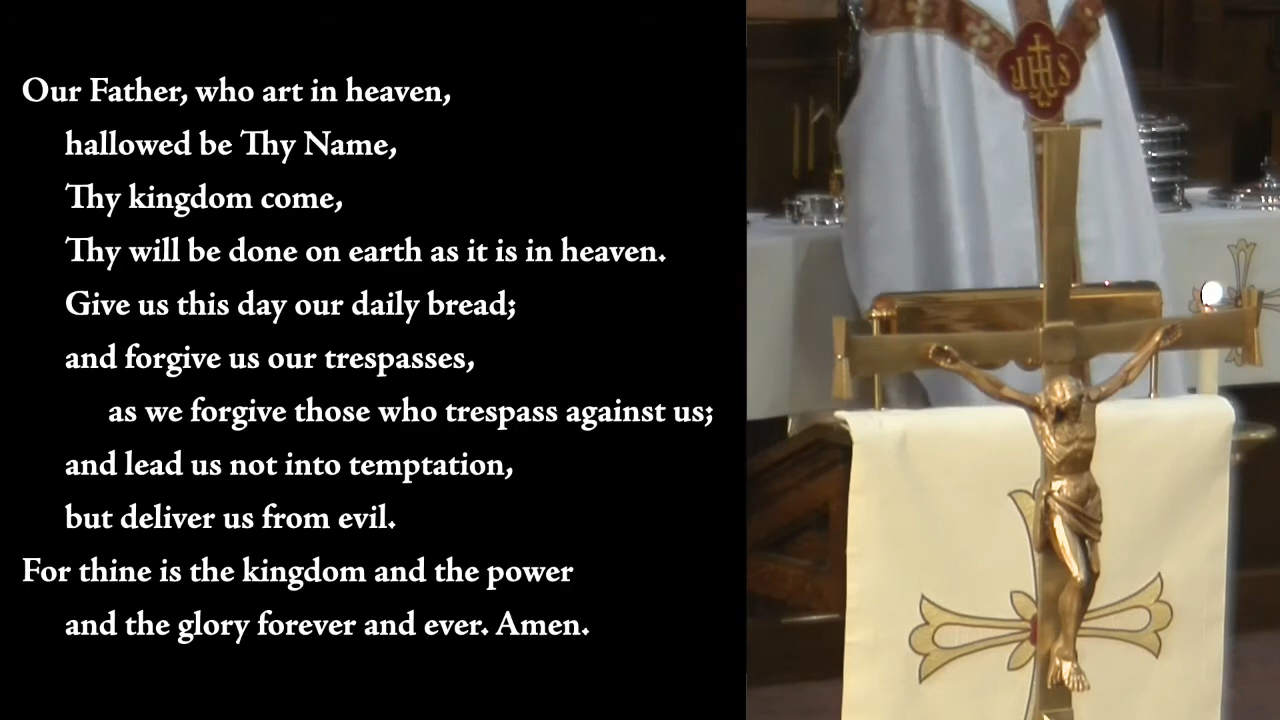 Our Father, who art in heaven,
hallowed be Thy Name,
Thy kingdom come,
Thy will be done on earth as it is in heaven.
Give us this day our daily bread;
and forgive us our trespasses,
as we forgive those who trespass against us;
and lead us not into temptation,
but deliver us from evil.
For thine is the kingdom and the power
and the glory forever and ever. Amen.
IHS